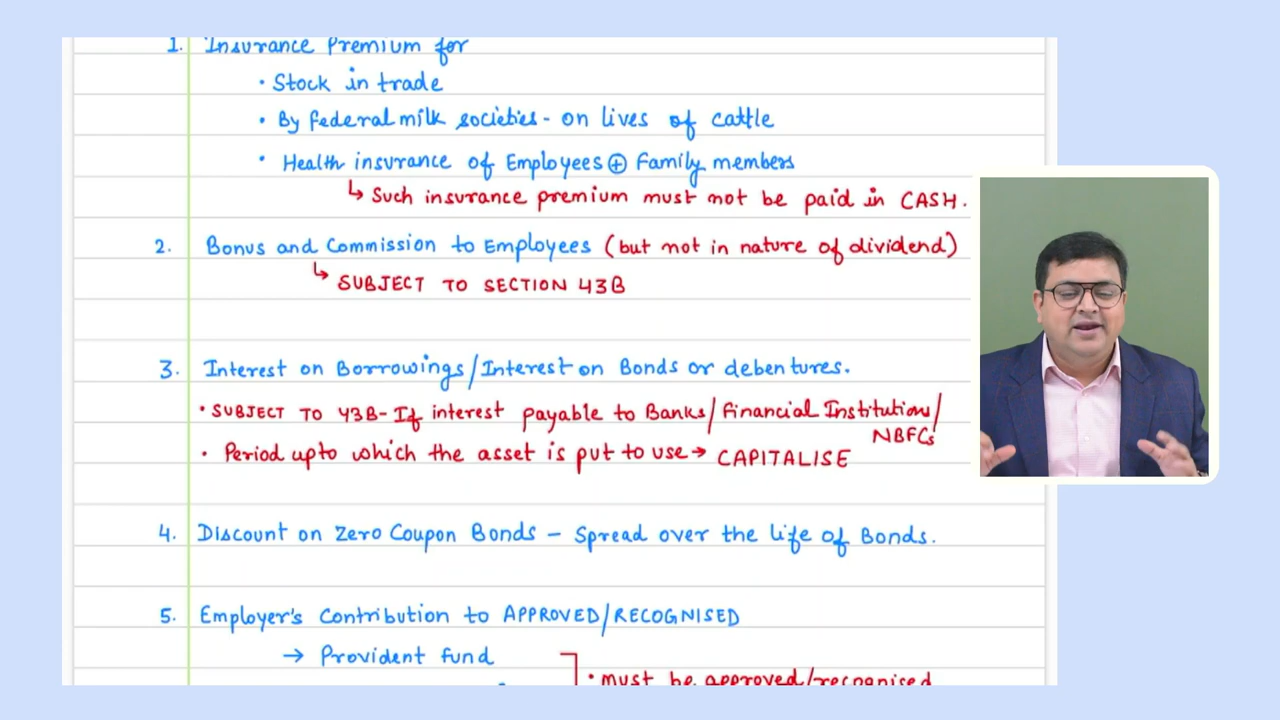 1. Insurance Premium for
• Stock in trade
• By federal milk societies - on lives of cattle
• Health insurance of Employees ⊕ Family members
↳ Such insurance premium must not be paid in CASH.
2. Bonus and Commission to Employees (but not in nature of dividend)
↳ SUBJECT TO SECTION 43B
3. Interest on Borrowings/Interest on Bonds or debentures.
• SUBJECT TO 43B- If interest payable to Banks/Financial Institutions/
NBFCs
• Period upto which the asset is put to use → CAPITALISE
4. Discount on Zero Coupon Bonds - Spread over the life of Bonds.
5. Employer's Contribution to APPROVED/RECOGNISED
→ Provident fund
• must be approved/recognised